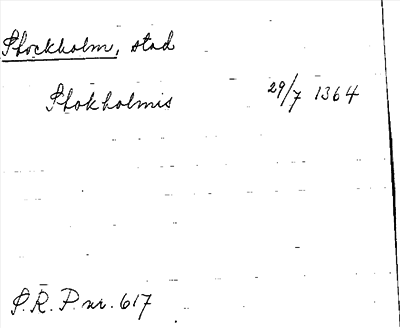 Stockholm, stad
Stokholmis 29/7 1364
S.R.P. nr. 617